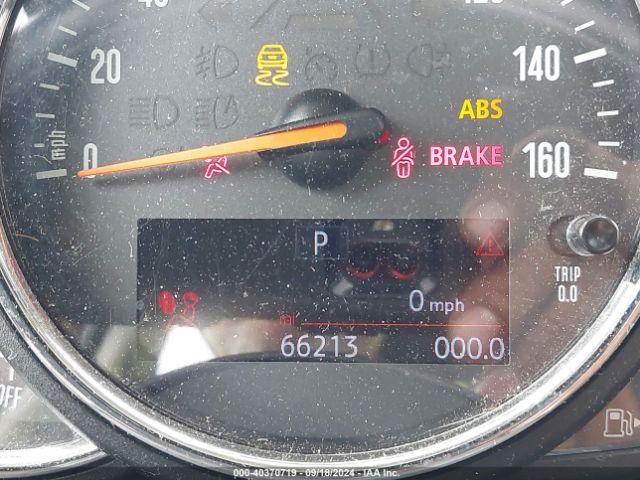 20
140
ABS
mph
0
BRAKE
160
P
TRIP
0.0
0 mph
66213
000.0
OFF
000-40370719 - 09/18/2024 - IAA Inc.